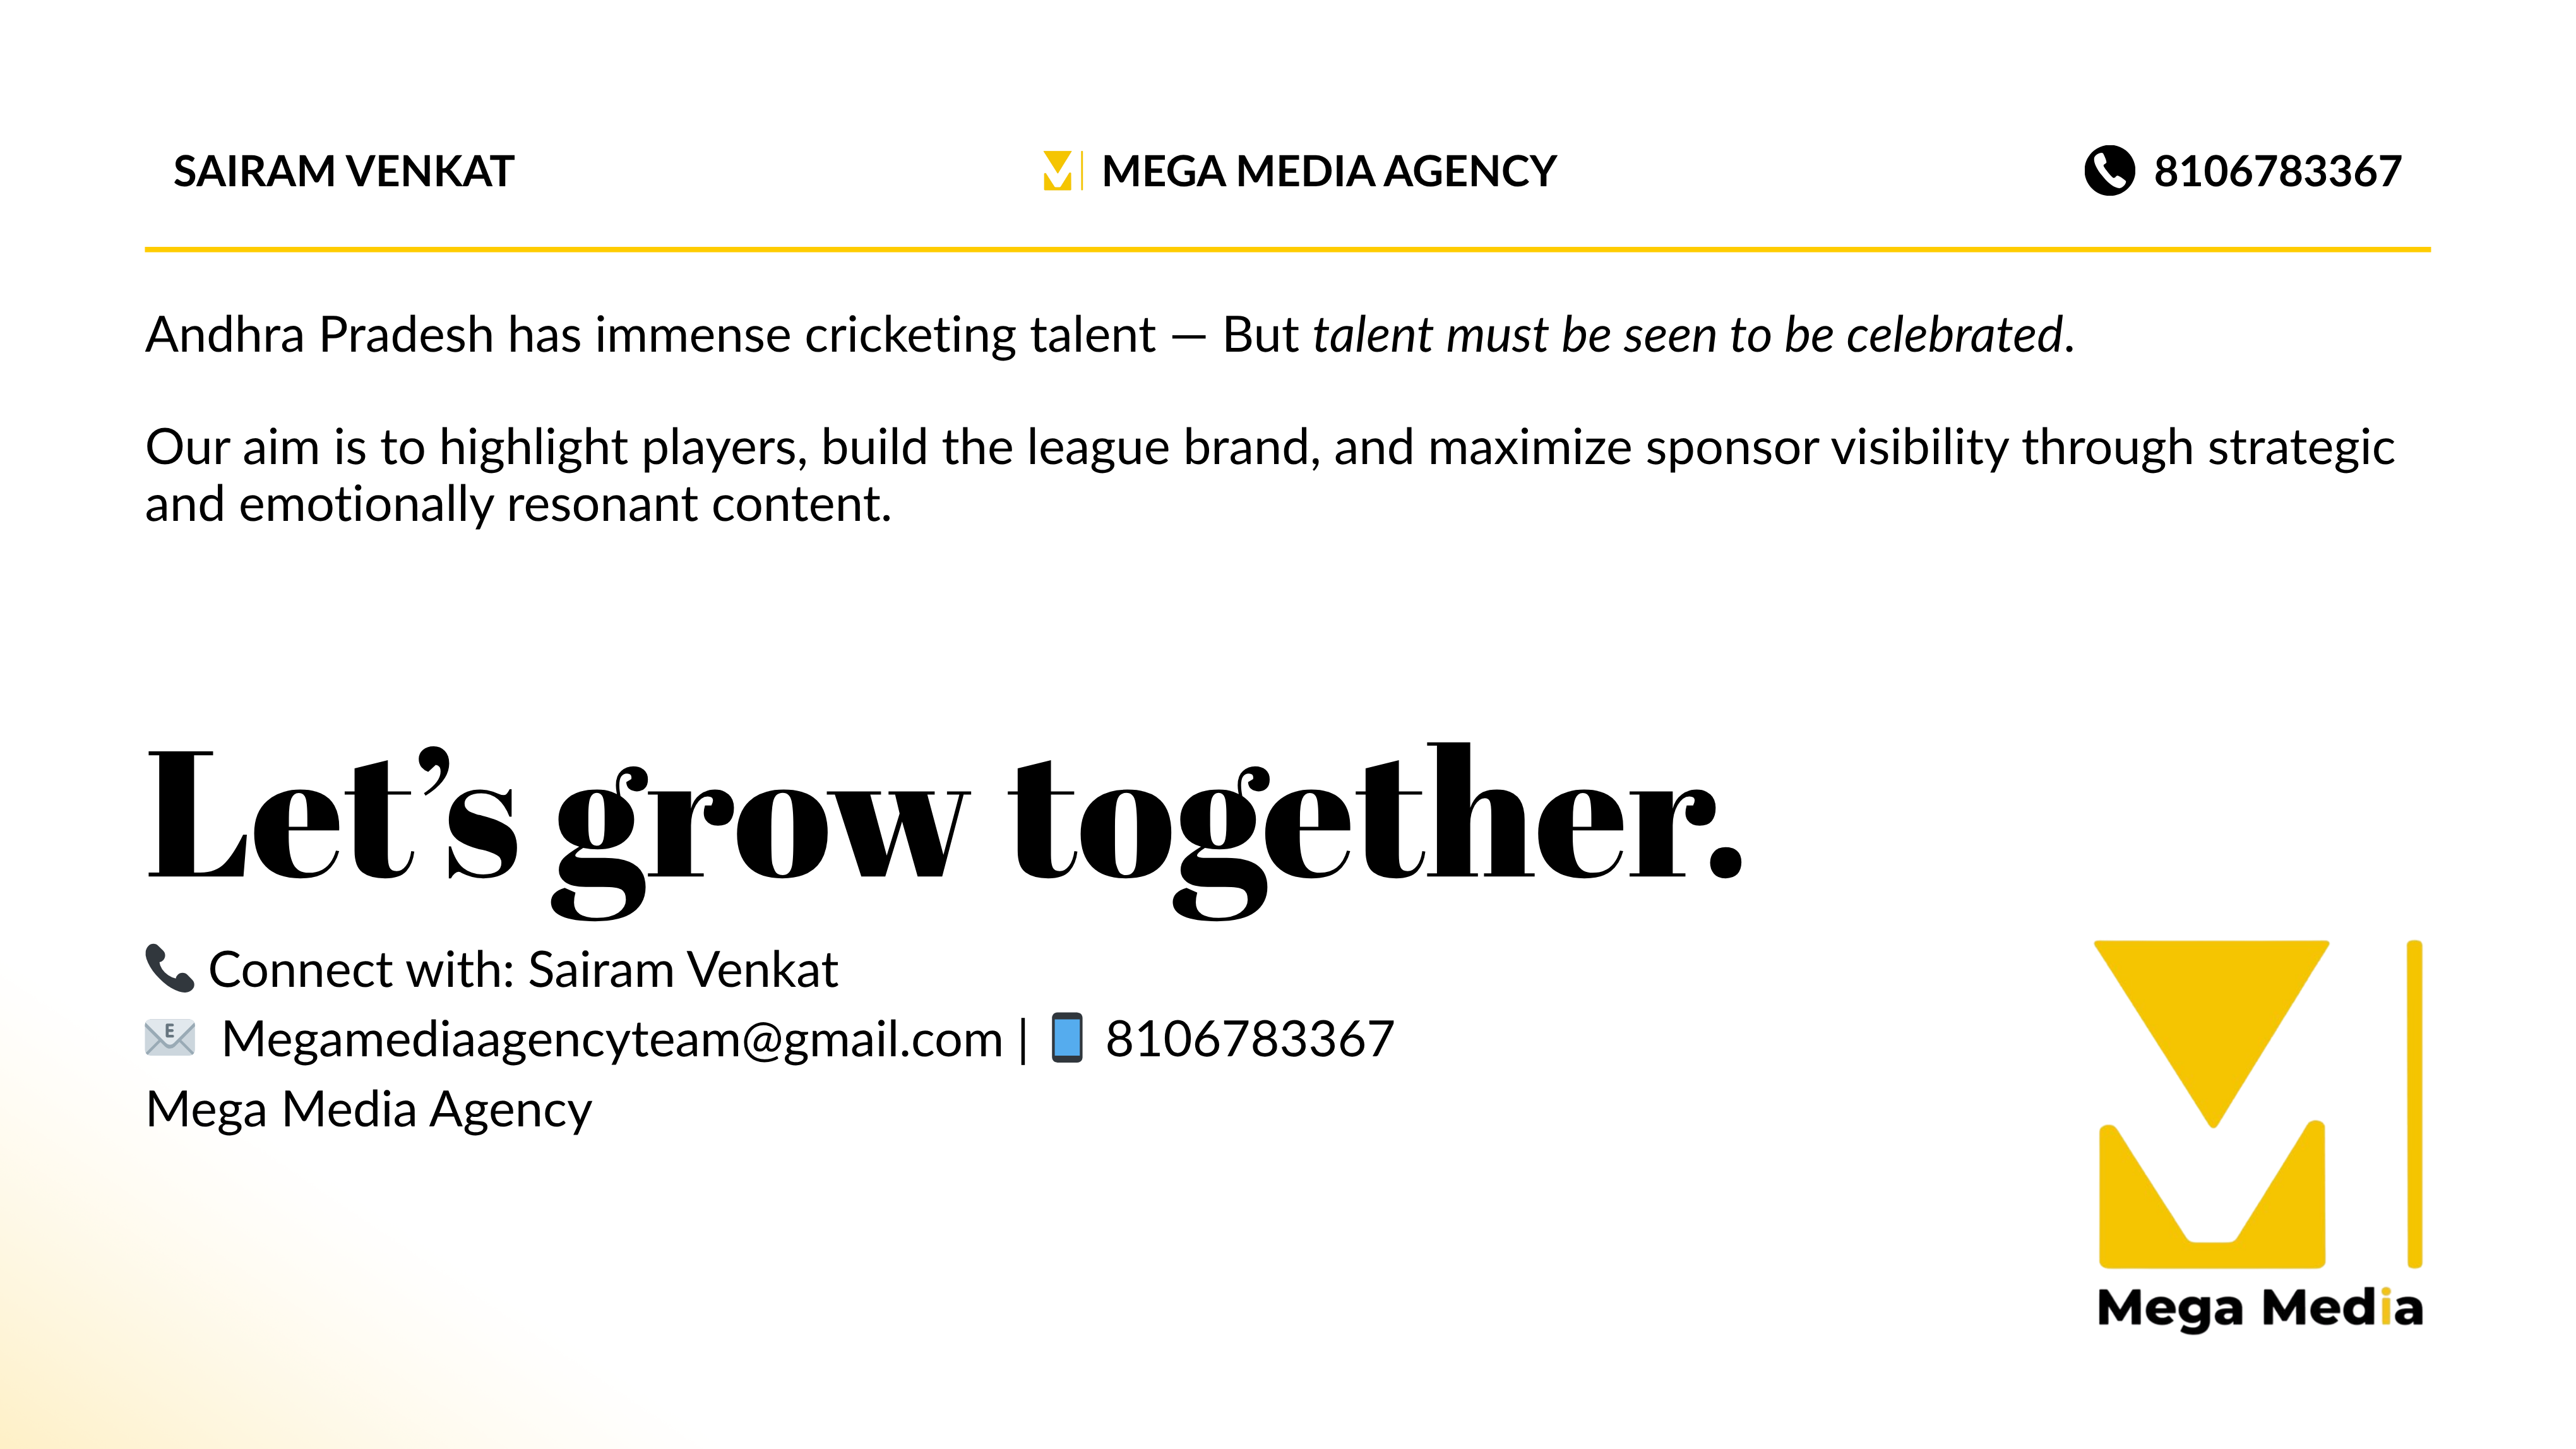 SAIRAM VENKAT
MEGA MEDIA AGENCY
8106783367
Andhra Pradesh has immense cricketing talent — But talent must be seen to be celebrated.
Our aim is to highlight players, build the league brand, and maximize sponsor visibility through strategic
and emotionally resonant content.
Let’s grow together.
📞 Connect with: Sairam Venkat
📧 Megamediaagencyteam@gmail.com | 📱 8106783367
Mega Media Agency
Mega Media